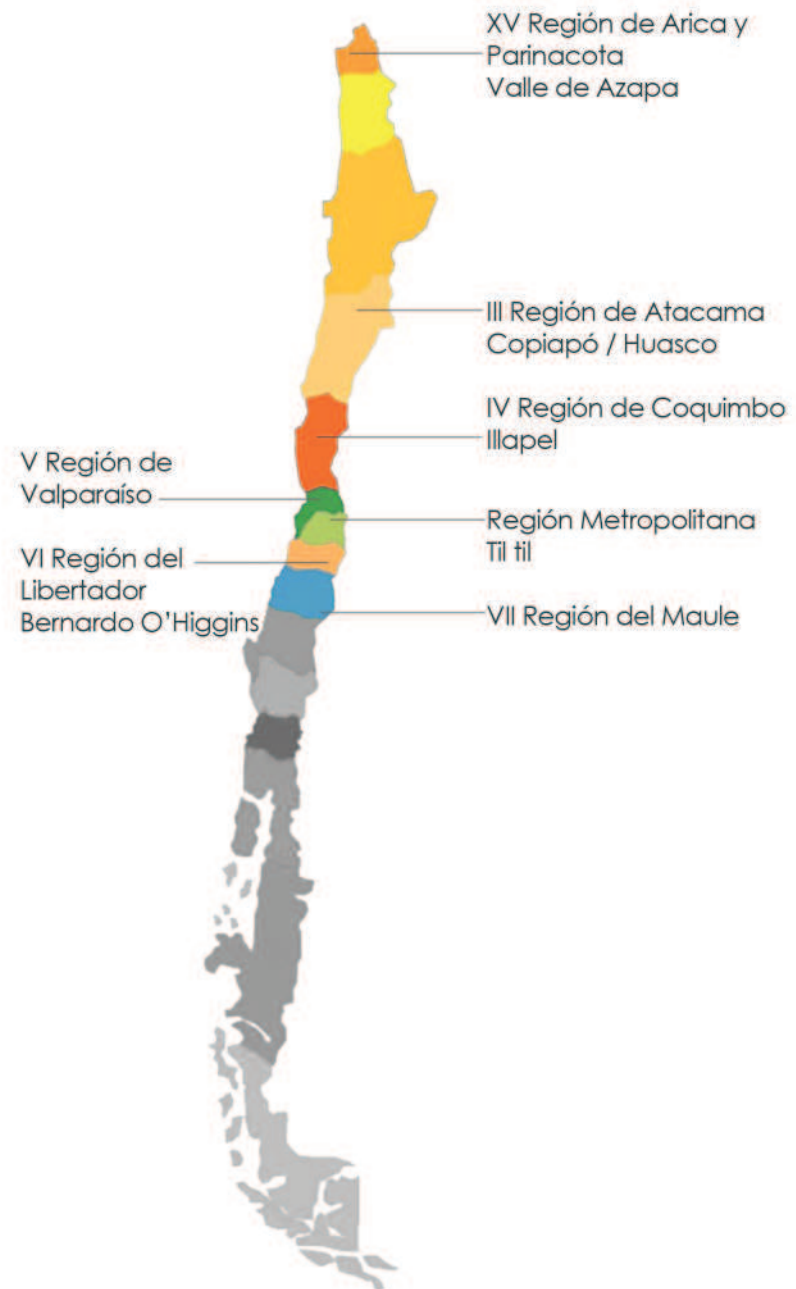 XV Región de Arica y
Parinacota
Valle de Azapa
III Región de Atacama
Copiapó / Huasco
IV Región de Coquimbo
Illapel
V Región de
Valparaíso
Región Metropolitana
Til til
VI Región del
Libertador
Bernardo O'Higgins
VII Región del Maule